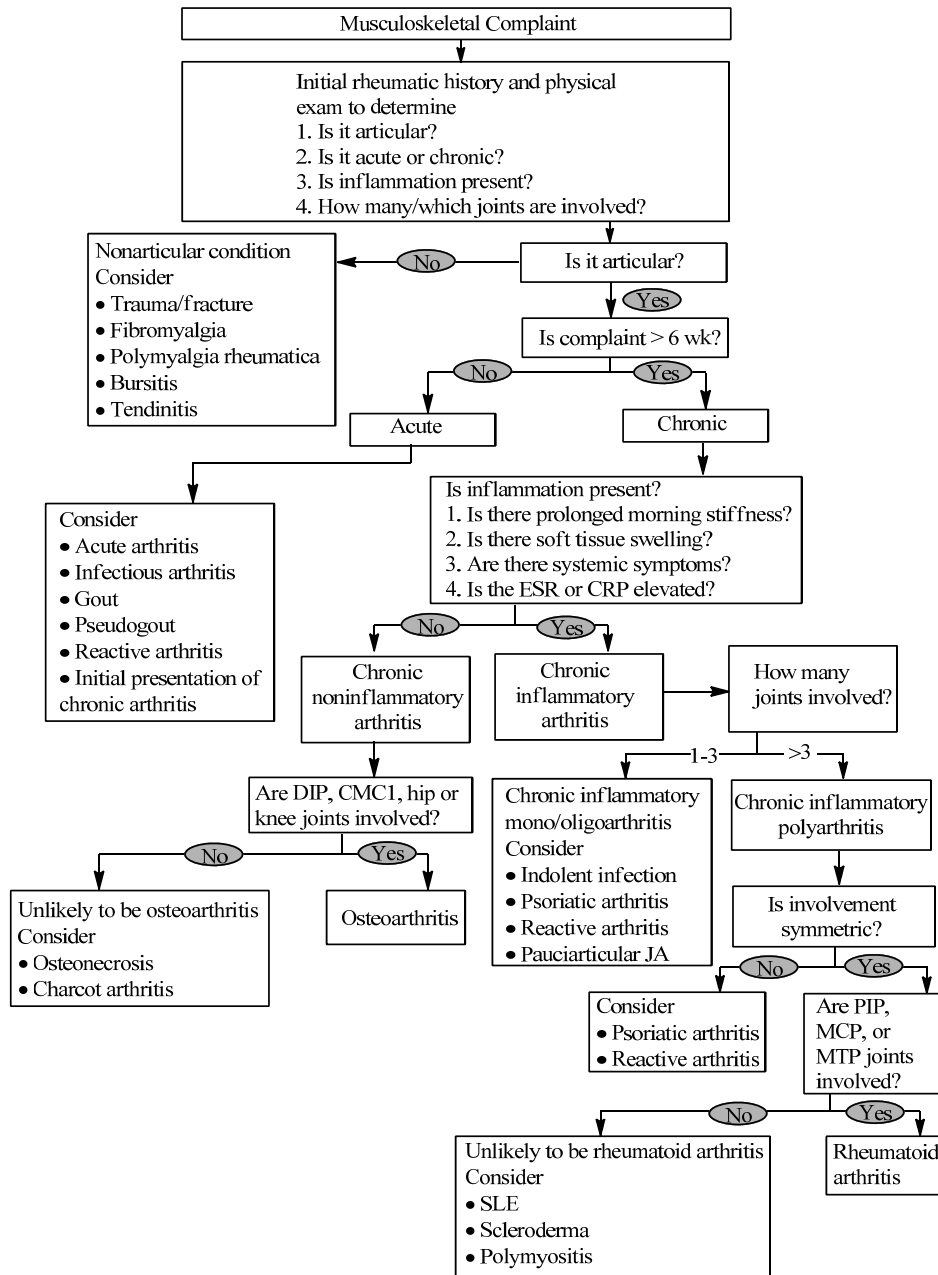 Musculoskeletal Complaint
Initial rheumatic history and physical
exam to determine
1. Is it articular?
2. Is it acute or chronic?
3. Is inflammation present?
4. How many/which joints are involved?
Is it articular?
No
Nonarticular condition
Consider
• Trauma/fracture
• Fibromyalgia
• Polymyalgia rheumatica
• Bursitis
• Tendinitis
Yes
Is complaint > 6 wk?
No
Yes
Acute
Chronic
Consider
• Acute arthritis
• Infectious arthritis
• Gout
• Pseudogout
• Reactive arthritis
• Initial presentation of
chronic arthritis
Is inflammation present?
1. Is there prolonged morning stiffness?
2. Is there soft tissue swelling?
3. Are there systemic symptoms?
4. Is the ESR or CRP elevated?
No
Yes
Chronic
noninflammatory
arthritis
Chronic
inflammatory
arthritis
How many
joints involved?
1-3
>3
Are DIP, CMC1, hip or
knee joints involved?
No
Yes
Unlikely to be osteoarthritis
Consider
• Osteonecrosis
• Charcot arthritis
Osteoarthritis
Chronic inflammatory
mono/oligoarthritis
Consider
• Indolent infection
• Psoriatic arthritis
• Reactive arthritis
• Pauciarticular JA
Chronic inflammatory
polyarthritis
Is involvement
symmetric?
No
Yes
Consider
• Psoriatic arthritis
• Reactive arthritis
Are PIP,
MCP, or
MTP joints
involved?
No
Yes
Unlikely to be rheumatoid arthritis
Consider
• SLE
• Scleroderma
• Polymyositis
Rheumatoid
arthritis